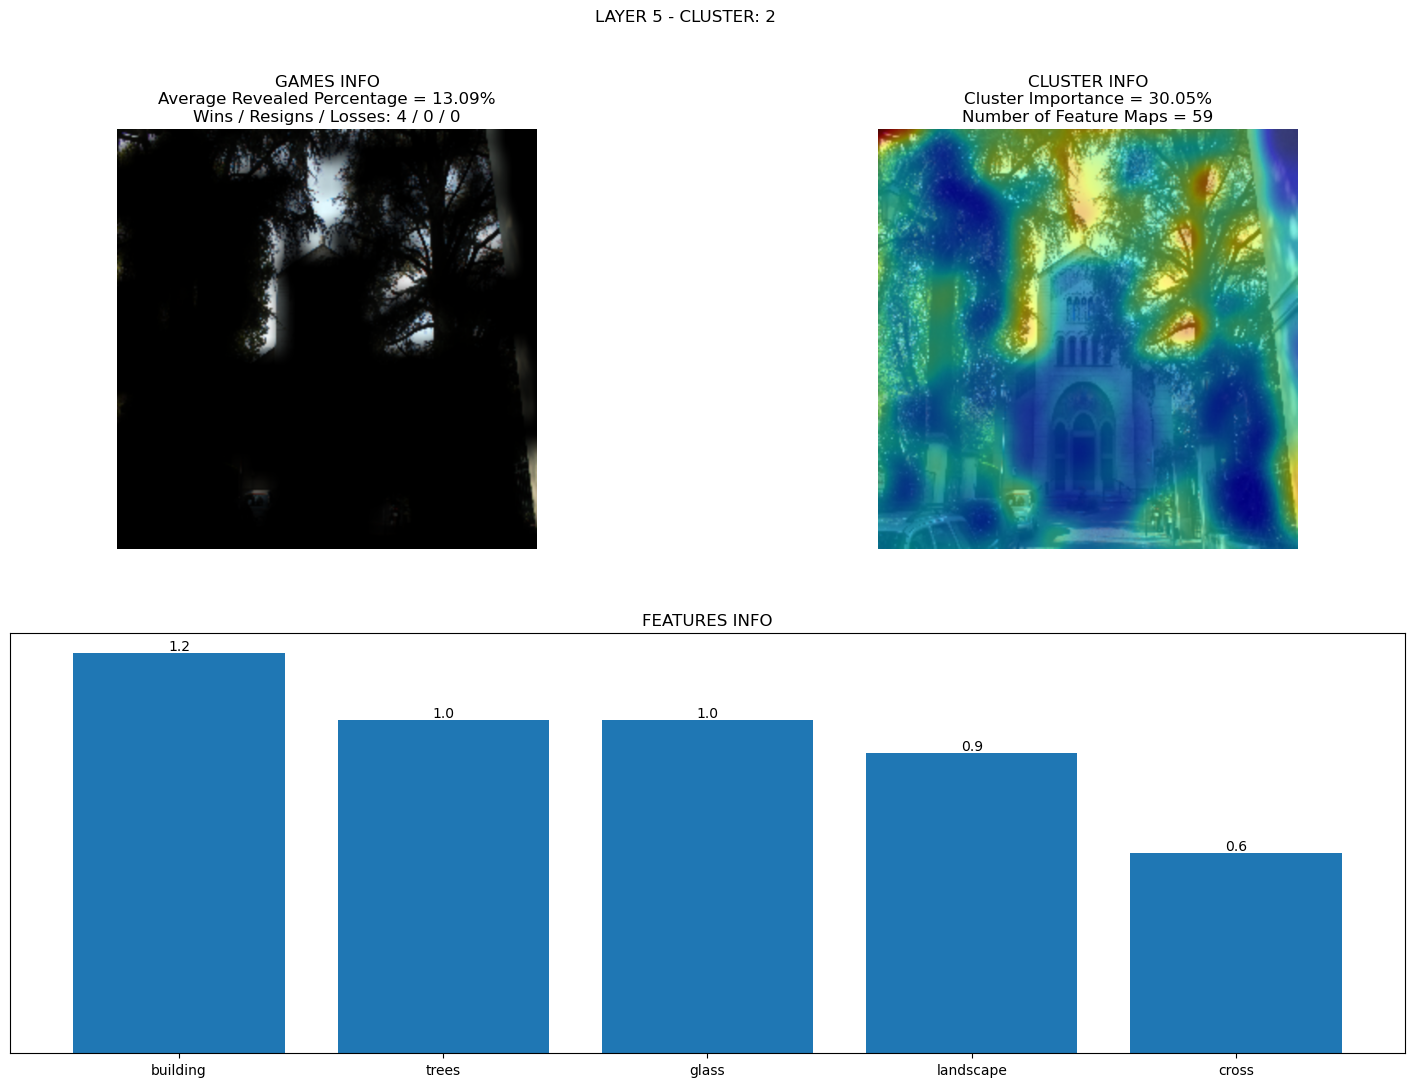 LAYER 5 - CLUSTER: 2
GAMES INFO
Average Revealed Percentage = 13.09%
Wins / Resigns / Losses: 4 / 0 / 0
CLUSTER INFO
Cluster Importance = 30.05%
Number of Feature Maps = 59
FEATURES INFO
1.2
1.0
1.0
0.9
0.6
building
trees
glass
landscape
cross